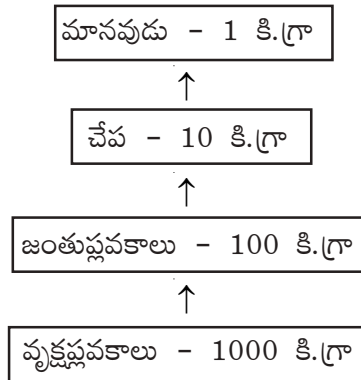 మానవుడు - 1 కి.గ్రా
చేప - 10 కి.గ్రా
జంతుప్లవకాలు - 100 కి.గ్రా
వృక్షప్లవకాలు - 1000 కి.గ్రా